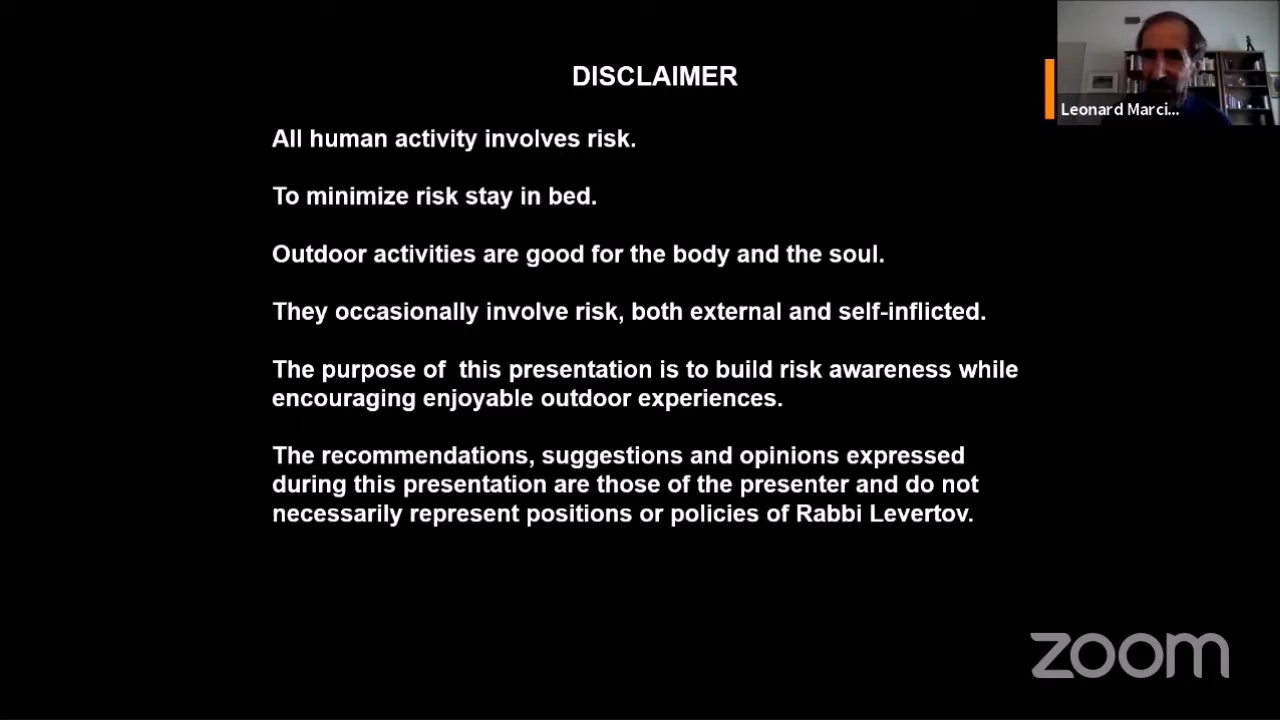 DISCLAIMER
Leonard Marci...
All human activity involves risk.
To minimize risk stay in bed.
Outdoor activities are good for the body and the soul.
They occasionally involve risk, both external and self-inflicted.
The purpose of  this presentation is to build risk awareness while
encouraging enjoyable outdoor experiences.
The recommendations, suggestions and opinions expressed
during this presentation are those of the presenter and do not
necessarily represent positions or policies of Rabbi Levertov.
zoom